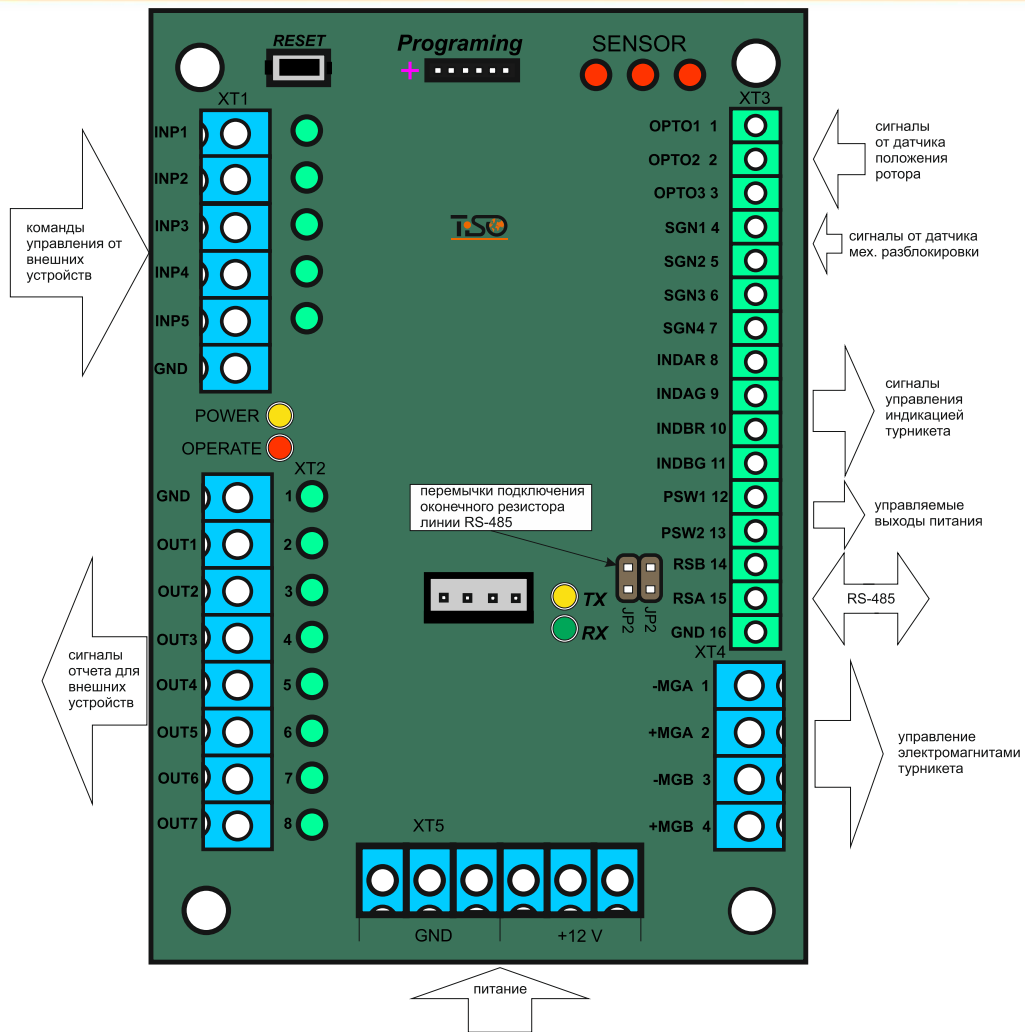 RESET
Programing
+
SENSOR
XT1
INP1
INP2
INP3
INP4
INP5
GND
команды
управления от
внешних
устройств
POWER
OPERATE
XT2
GND 1
OUT1 2
OUT2 3
OUT3 4
OUT4 5
OUT5 6
OUT6 7
OUT7 8
сигналы
отчета для
внешних
устройств
TiSO
перемычки подключения
оконечного резистора
линии RS-485
TX
RX
JP2
JP2
XT3
OPTO1 1
OPTO2 2
OPTO3 3
SGN1 4
SGN2 5
SGN3 6
SGN4 7
INDAR 8
INDAG 9
INDBR 10
INDBG 11
PSW1 12
PSW2 13
RSB 14
RSA 15
GND 16
сигналы
от датчика
положения
ротора
сигналы от датчика
мех. разблокировки
сигналы
управления
индикацией
турникета
управляемые
выходы питания
RS-485
XT4
-MGA 1
+MGA 2
-MGB 3
+MGB 4
управление
электромагнитами
турникета
XT5
GND
+12 V
питание